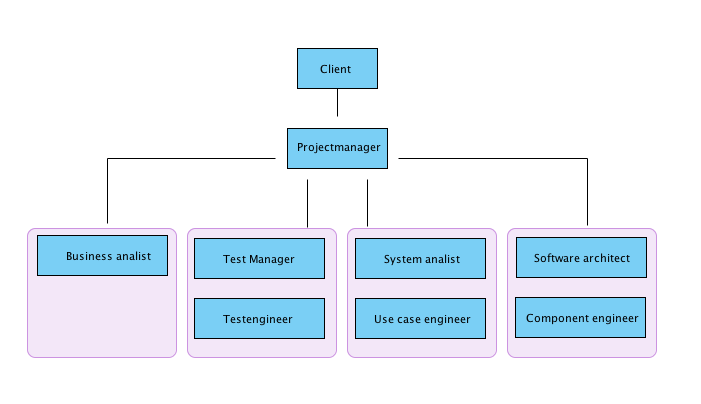 Client
Projectmanager
Business analist
Test Manager
System analist
Software architect
Testengineer
Use case engineer
Component engineer